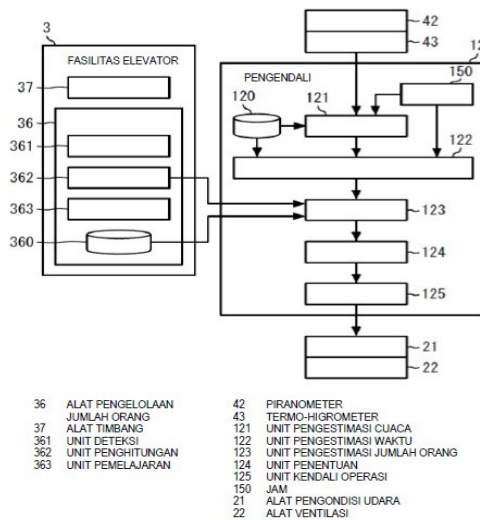 3
FASILITAS ELEVATOR
37
36
361
362
363
360
42
43
12
PENGENDALI
150
120
121
122
123
124
125
21
22
36 ALAT PENGELOLAAN
JUMLAH ORANG
37 ALAT TIMBANG
361 UNIT DETEKSI
362 UNIT PENGHITUNGAN
363 UNIT PEMELAJARAN
42 PIRANOMETER
43 TERMO-HIGROMETER
121 UNIT PENGESTIMASI CUACA
122 UNIT PENGESTIMASI WAKTU
123 UNIT PENGESTIMASI JUMLAH ORANG
124 UNIT PENENTUAN
125 UNIT KENDALI OPERASI
150 JAM
21 ALAT PENGONDISI UDARA
22 ALAT VENTILASI